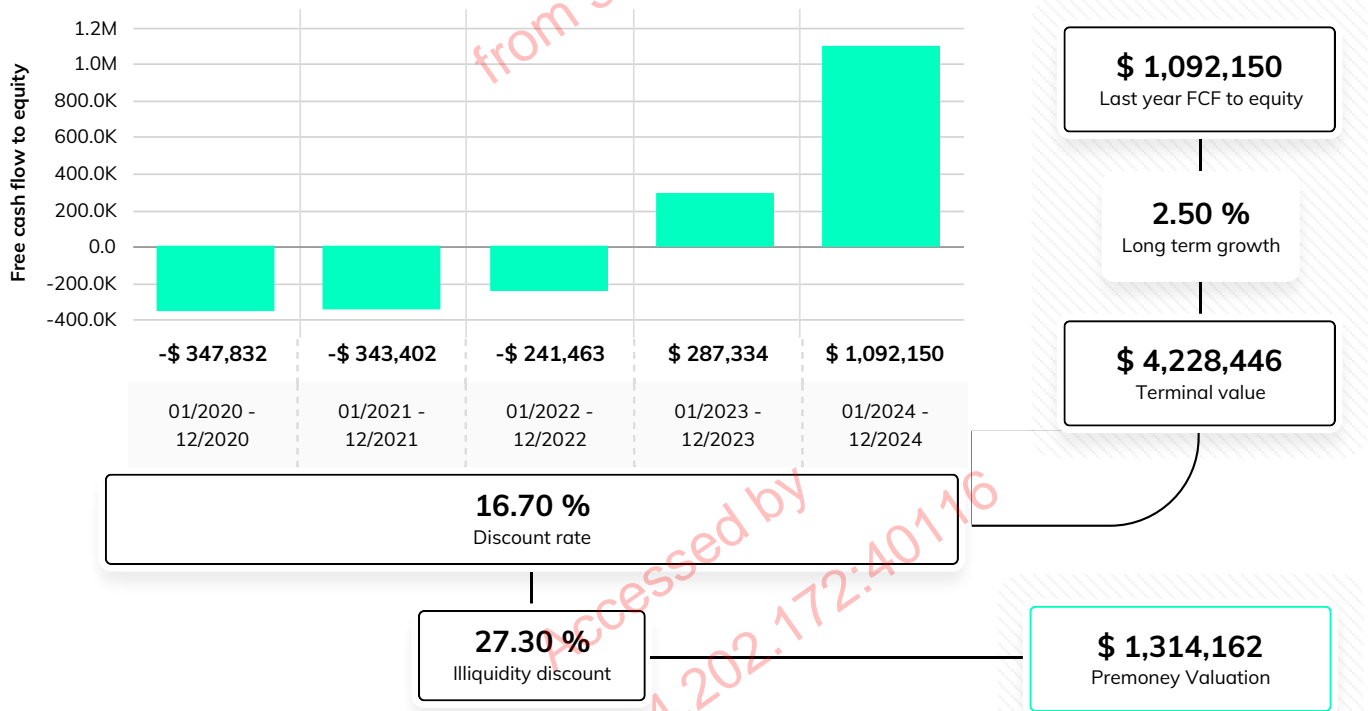 Free cash flow to equity
1.2M
1.0M
800.0K
600.0K
400.0K
200.0K
0.0
-200.0K
-400.0K
-$ 347,832
-$ 343,402
-$ 241,463
$ 287,334
$ 1,092,150
01/2020 -
12/2020
01/2021 -
12/2021
01/2022 -
12/2022
01/2023 -
12/2023
01/2024 -
12/2024
16.70 %
Discount rate
27.30 %
Illiquidity discount
$ 1,092,150
Last year FCF to equity
2.50 %
Long term growth
$ 4,228,446
Terminal value
$ 1,314,162
Premoney Valuation
from
Accessed by
.202.172:40116